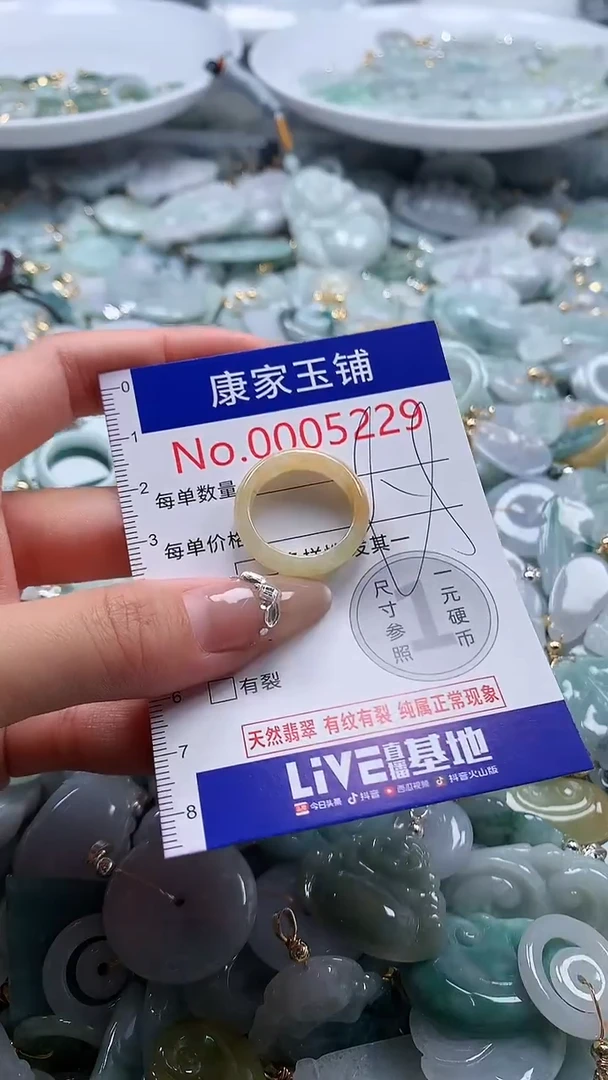 康家玉铺
No.0005229
0
1
2
3
每单数量
每单价格
发其一
尺寸参照
一元硬币
1
6
有裂
天然翡翠 有纹有裂 纯属正常现象
7
LiVE直播基地
8
今日头条 抖音 西瓜视频 抖音火山版